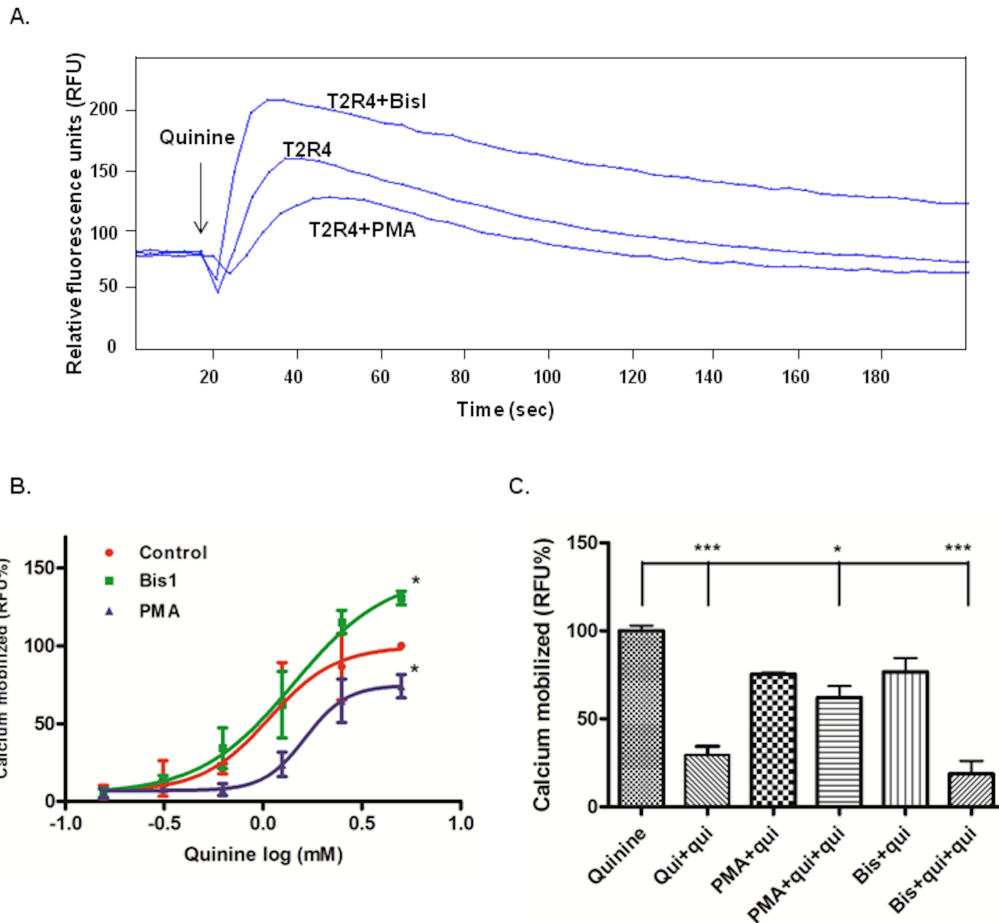 A.
Relative fluorescence units (RFU)
200
150
100
50
0
Quinine
T2R4+BisI
T2R4
T2R4+PMA
20 40 60 80 100 120 140 160 180
Time (sec)
B.
Calcium mobilized (RFU%)
150
100
50
0
Control
Bis1
PMA
*
*
-1.0 -0.5 0.0 0.5 1.0
Quinine log (mM)
C.
Calcium mobilized (RFU%)
150
100
50
0
*** * ***
Quinine
Qui+qui
PMA+qui
PMA+qui+qui
Bis+qui
Bis+qui+qui